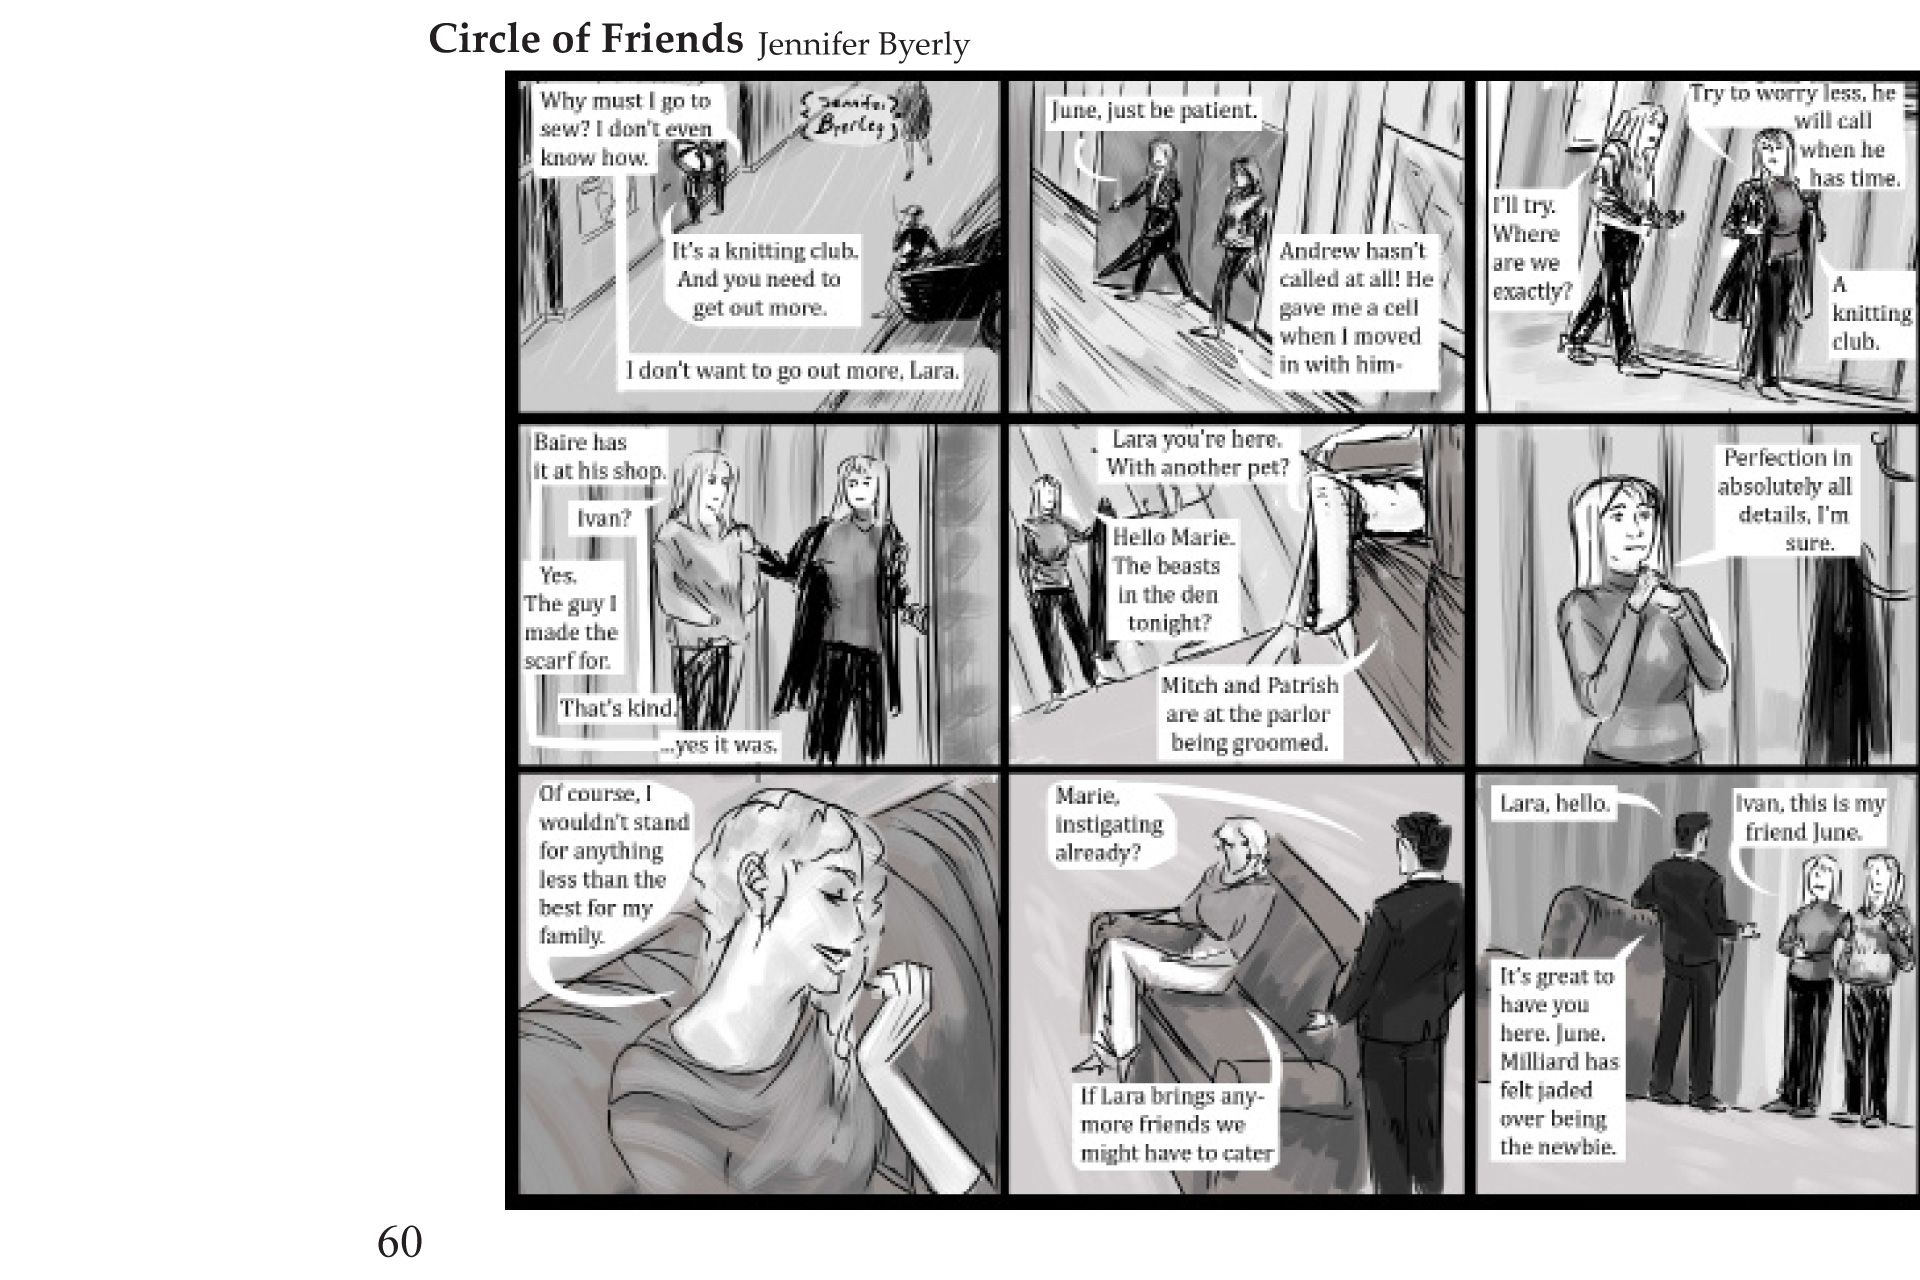 Circle of Friends Jennifer Byerly
Why must I go to
sew? I don't even
know how.
{Jennifer}
{Byerley}
It's a knitting club.
And you need to
get out more.
I don't want to go out more, Lara.
June, just be patient.
Andrew hasn't
called at all! He
gave me a cell
when I moved
in with him-
Try to worry less, he
will call
when he
has time.
I'll try.
Where
are we
exactly?
A
knitting
club.
Baire has
it at his shop.
Ivan?
Yes.
The guy I
made the
scarf for.
That's kind.
...yes it was.
Lara you're here.
With another pet?
Hello Marie.
The beasts
in the den
tonight?
Mitch and Patrish
are at the parlor
being groomed.
Perfection in
absolutely all
details, I'm
sure.
Of course, I
wouldn't stand
for anything
less than the
best for my
family.
Marie,
instigating
already?
If Lara brings any-
more friends we
might have to cater
Lara, hello.
Ivan, this is my
friend June.
It's great to
have you
here. June.
Milliard has
felt jaded
over being
the newbie.
60